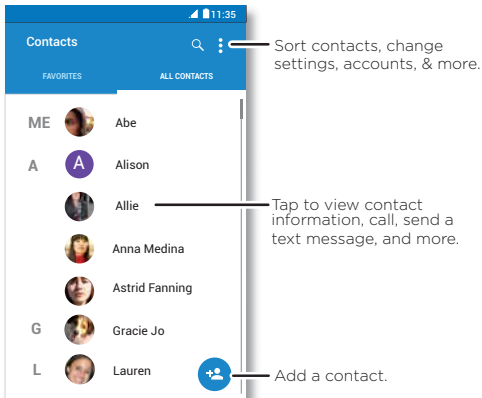 11:35
Contacts
Sort contacts, change
settings, accounts, & more.
FAVORITES
ALL CONTACTS
ME
Abe
A
A
Alison
Allie
Tap to view contact
information, call, send a
text message, and more.
Anna Medina
Astrid Fanning
G
Gracie Jo
L
Lauren
Add a contact.